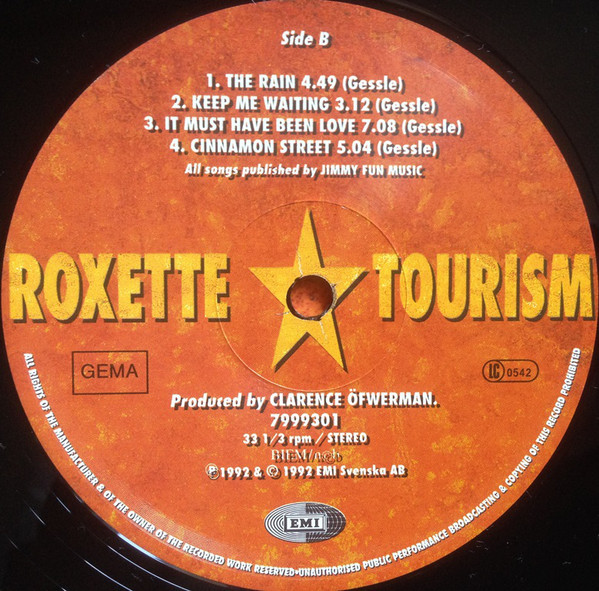 Side B
1. THE RAIN 4.49 (Gessle)
2. KEEP ME WAITING 3.12 (Gessle)
3. IT MUST HAVE BEEN LOVE 7.08 (Gessle)
4. CINNAMON STREET 5.04 (Gessle)
All songs published by JIMMY FUN MUSIC
ROXETTE TOURISM
GEMA
LC 0542
Produced by CLARENCE ÖFWERMAN.
7999301
33 1/3 rpm / STEREO
BIEM/n©b
℗ 1992 & © 1992 EMI Svenska AB
EMI
ALL RIGHTS OF THE MANUFACTURER & OF THE OWNER OF THE RECORDED WORK RESERVED•UNAUTHORISED PUBLIC PERFORMANCE BROADCASTING & COPYING OF THIS RECORD PROHIBITED